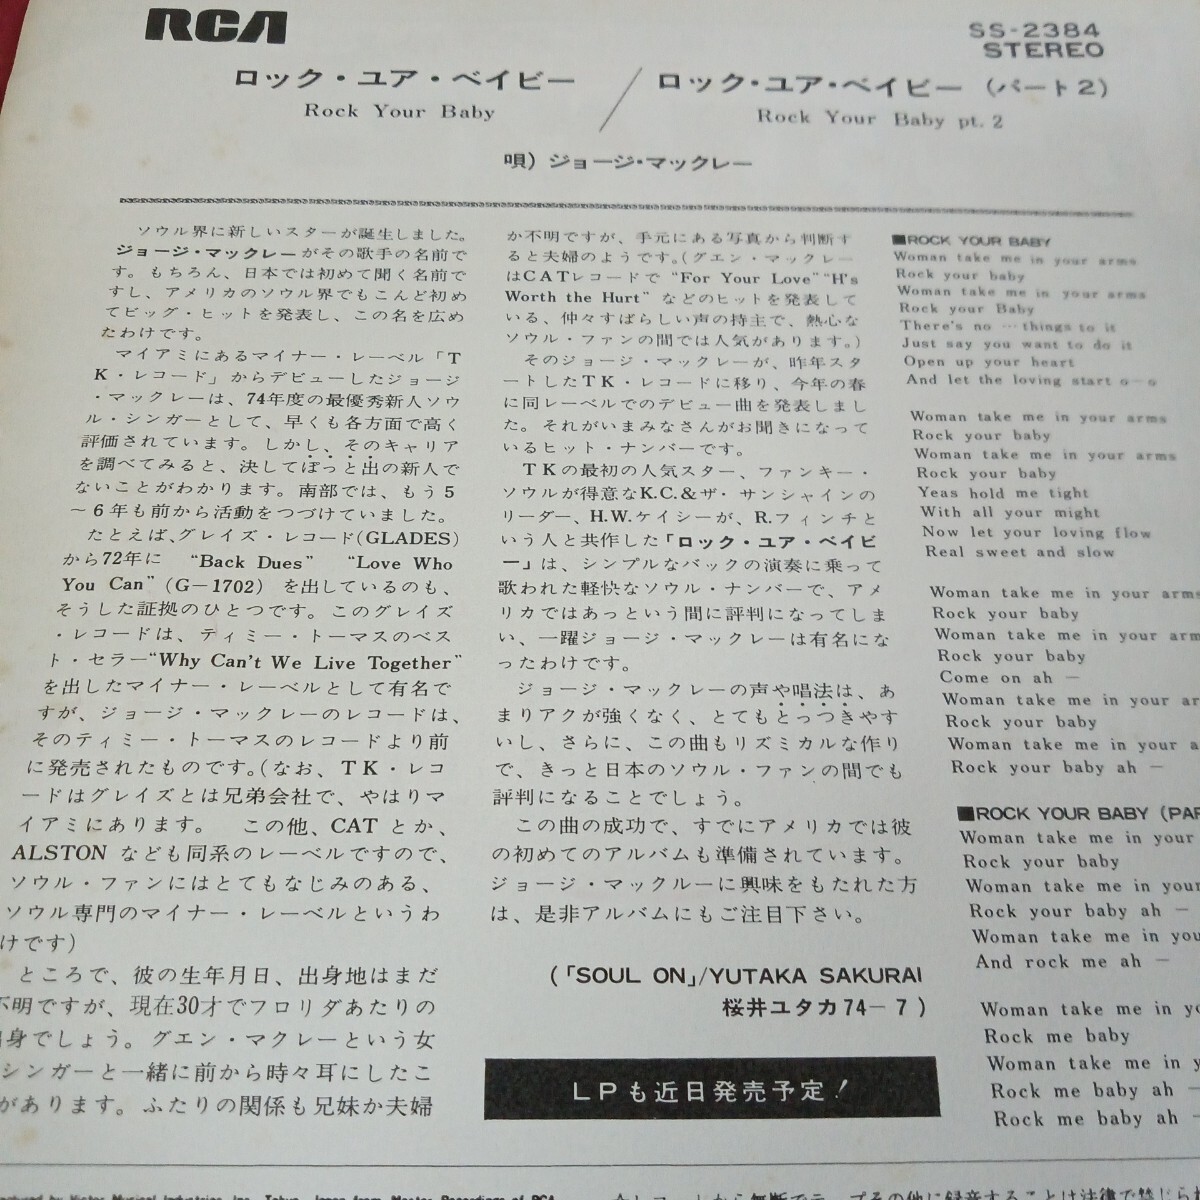 RCA
SS-2384
STEREO
ロック・ユア・ベイビー / ロック・ユア・ベイビー（パート2）
Rock Your Baby
Rock Your Baby pt. 2
唄）ジョージ・マックレー
ソウル界に新しいスターが誕生しました。
ジョージ・マックレーがその歌手の名前で
す。もちろん、日本では初めて聞く名前で
すし、アメリカのソウル界でもこんど初め
てビッグ・ヒットを発表し、この名を広め
たわけです。
マイアミにあるマイナー・レーベル「T
K・レコード」からデビューしたジョージ
・マックレーは、74年度の最優秀新人ソウ
ル・シンガーとして、早くも各方面で高く
評価されています。しかし、そのキャリア
を調べてみると、決してぽっと出の新人で
ないことがわかります。南部では、もう5
〜6年も前から活動をつづけていました。
たとえば、グレイズ・レコード(GLADES)
から72年に "Back Dues" "Love Who
You Can" (G-1702) を出しているのも、
そうした証拠のひとつです。このグレイズ
・レコードは、ティミー・トーマスのベス
ト・セラー"Why Can't We Live Together"
を出したマイナー・レーベルとして有名で
すが、ジョージ・マックレーのレコードは、
そのティミー・トーマスのレコードより前
に発売されたものです。(なお、TK・レコ
ードはグレイズとは兄弟会社で、やはりマ
イアミにあります。 この他、CAT とか、
ALSTON なども同系のレーベルですので、
ソウル・ファンにはとてもなじみのある、
ソウル専門のマイナー・レーベルというわ
けです)
ところで、彼の生年月日、出身地はまだ
不明ですが、現在30才でフロリダあたりの
出身でしょう。グエン・マクレーという女
シンガーと一緒に前から時々耳にしたこ
があります。ふたりの関係も兄妹か夫婦
か不明ですが、手元にある写真から判断す
ると夫婦のようです。(グエン・マックレー
はCATレコードで "For Your Love" "H's
Worth the Hurt" などのヒットを発表して
いる、仲々すばらしい声の持主で、熱心な
ソウル・ファンの間では人気があります。)
そのジョージ・マックレーが、昨年スタ
ートしたTK・レコードに移り、今年の春
に同レーベルでのデビュー曲を発表しまし
た。それがいまみなさんがお聞きになって
いるヒット・ナンバーです。
TKの最初の人気スター、ファンキー・
ソウルが得意なK.C.&ザ・サンシャインの
リーダー、H.W.ケイシーが、R.フィンチと
いう人と共作した「ロック・ユア・ベイビ
ー」は、シンプルなバックの演奏に乗って
歌われた軽快なソウル・ナンバーで、アメ
リカではあっという間に評判になってしま
い、一躍ジョージ・マックレーは有名にな
ったわけです。
ジョージ・マックレーの声や唱法は、あ
まりアクが強くなく、とてもとっつきやす
いし、さらに、この曲もリズミカルな作り
で、きっと日本のソウル・ファンの間でも
評判になることでしょう。
この曲の成功で、すでにアメリカでは彼
の初めてのアルバムも準備されています。
ジョージ・マックルーに興味をもたれた方
は、是非アルバムにもご注目下さい。
(「SOUL ON」/YUTAKA SAKURAI
桜井ユタカ74-7)
LPも近日発売予定！
■ROCK YOUR BABY
Woman take me in your arms
Rock your baby
Woman take me in your arms
Rock your Baby
There's no … things to it
Just say you want to do it
Open up your heart
And let the loving start o-o
Woman take me in your arms
Rock your baby
Woman take me in your arms
Rock your baby
Yeas hold me tight
With all your might
Now let your loving flow
Real sweet and slow
Woman take me in your arms
Rock your baby
Woman take me in your arm
Rock your baby
Come on ah —
Woman take me in your ar
Rock your baby
Woman take me in your a
Rock your baby ah —
■ROCK YOUR BABY (PAR
Woman take me in your
Rock your baby
Woman take me in your
Rock your baby ah —
Woman take me in you
And rock me ah —
Woman take me in yo
Rock me baby
Woman take me in y
Rock me baby ah —
Rock me baby ah —